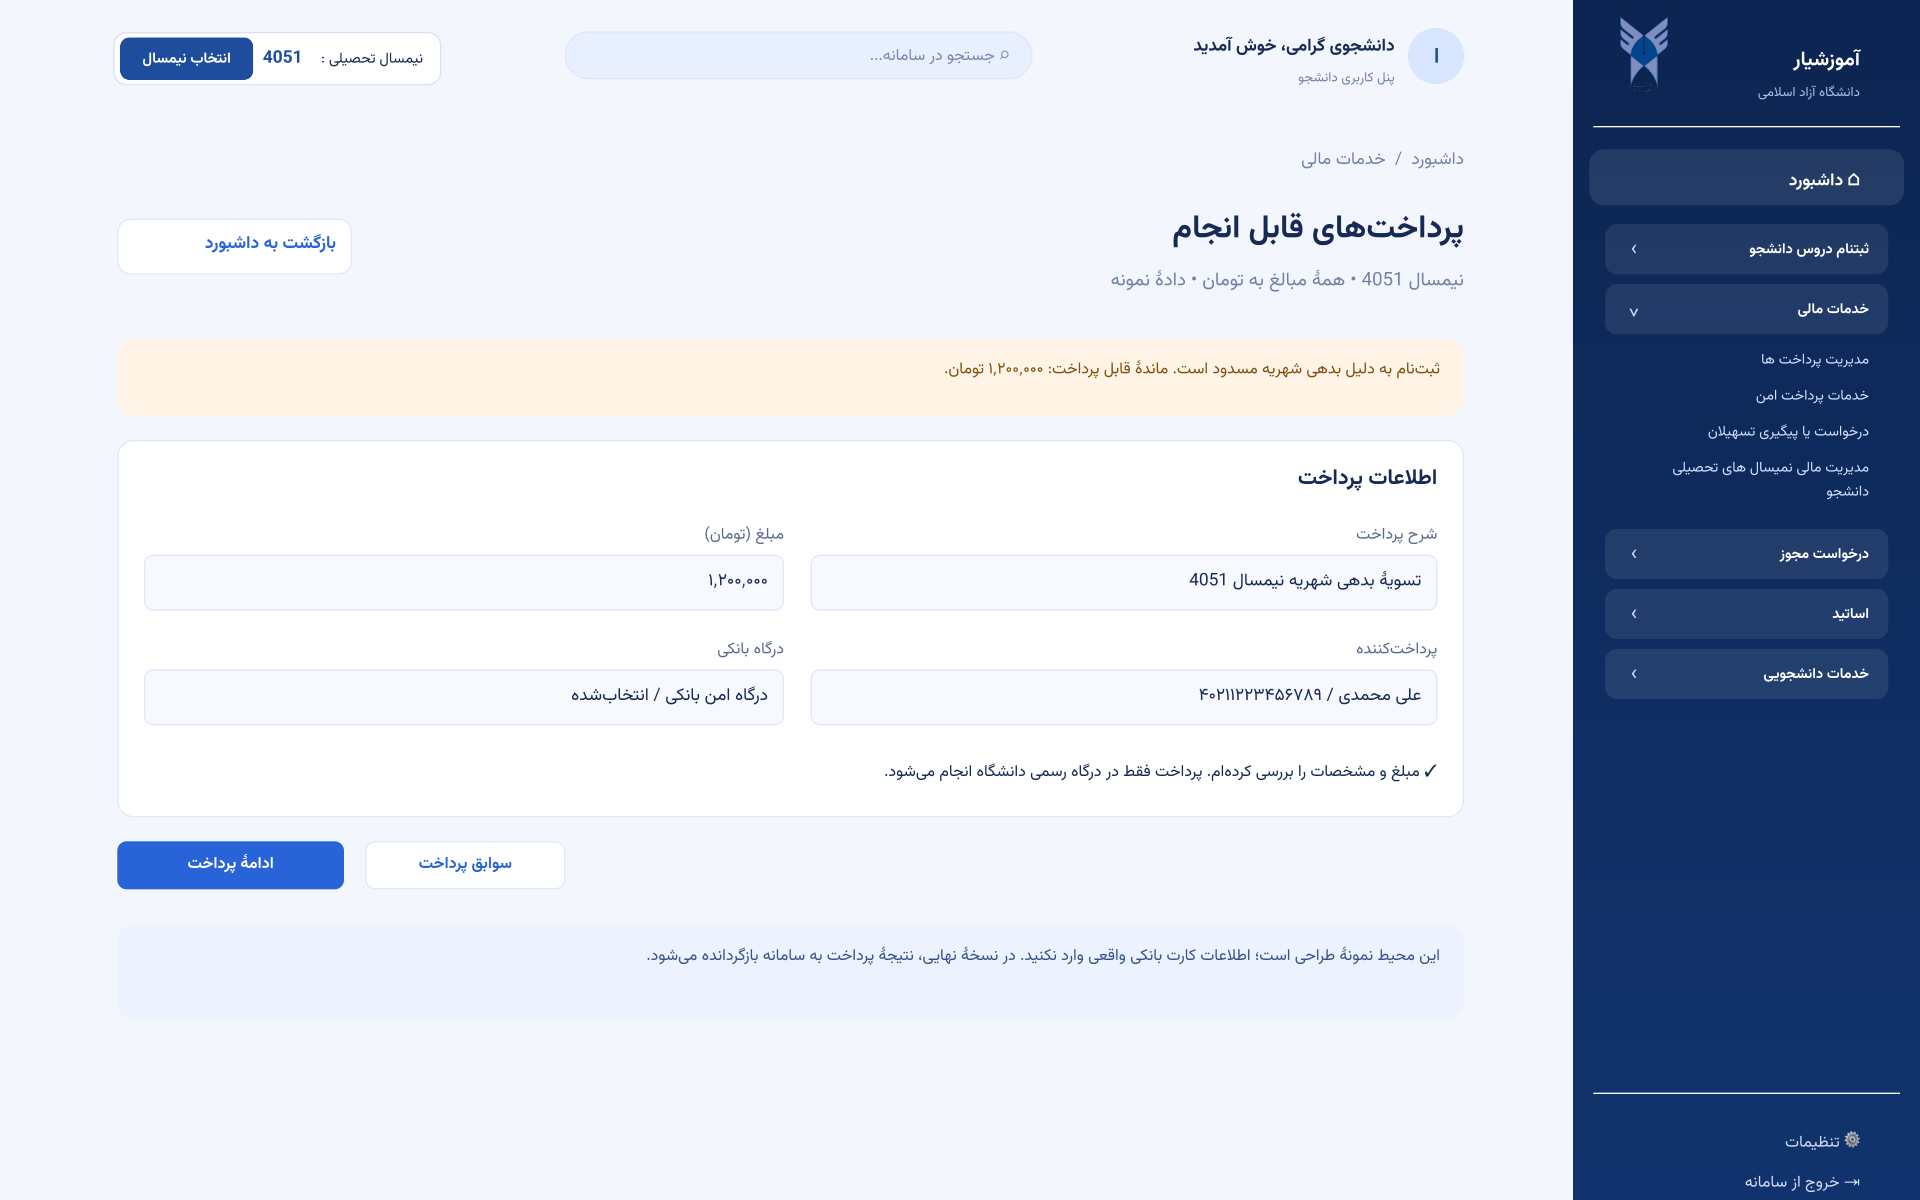 آموزشیار
دانشگاه آزاد اسلامی
داشبورد
ثبتنام دروس دانشجو
خدمات مالی
مدیریت پرداخت ها
خدمات پرداخت امن
درخواست یا پیگیری تسهیلان
مدیریت مالی نمیسال های تحصیلی
دانشجو
درخواست مجوز
اساتید
خدمات دانشجویی
تنظیمات
خروج از سامانه
ا
دانشجوی گرامی، خوش آمدید
پنل کاربری دانشجو
جستجو در سامانه...
نیمسال تحصیلی : 4051 انتخاب نیمسال
داشبورد / خدمات مالی
پرداخت‌های قابل انجام
بازگشت به داشبورد
نیمسال 4051 • همهٔ مبالغ به تومان • دادهٔ نمونه
ثبت‌نام به دلیل بدهی شهریه مسدود است. ماندهٔ قابل پرداخت: ۱,۲۰۰,۰۰۰ تومان.
اطلاعات پرداخت
شرح پرداخت
تسویهٔ بدهی شهریه نیمسال 4051
مبلغ (تومان)
۱,۲۰۰,۰۰۰
پرداخت‌کننده
علی محمدی / ۴۰۲۱۱۲۲۳۴۵۶۷۸۹
درگاه بانکی
درگاه امن بانکی / انتخاب‌شده
✓ مبلغ و مشخصات را بررسی کرده‌ام. پرداخت فقط در درگاه رسمی دانشگاه انجام می‌شود.
سوابق پرداخت
ادامهٔ پرداخت
این محیط نمونهٔ طراحی است؛ اطلاعات کارت بانکی واقعی وارد نکنید. در نسخهٔ نهایی، نتیجهٔ پرداخت به سامانه بازگردانده می‌شود.